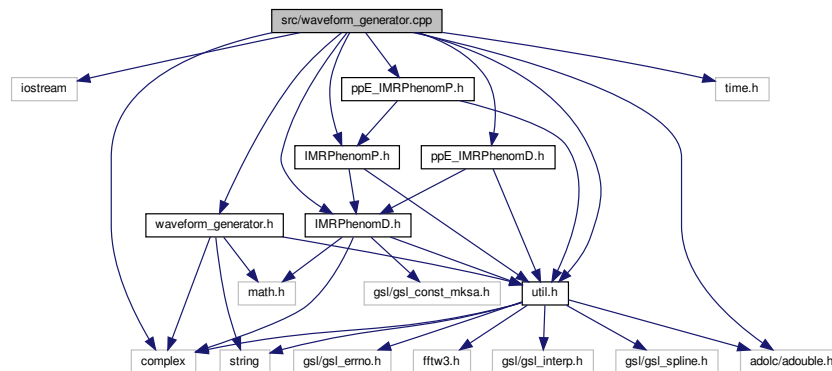 src/waveform_generator.cpp
iostream
ppE_IMRPhenomP.h
time.h
IMRPhenomP.h
ppE_IMRPhenomD.h
waveform_generator.h
IMRPhenomD.h
math.h
gsl/gsl_const_mksa.h
util.h
complex
string
gsl/gsl_errno.h
fftw3.h
gsl/gsl_interp.h
gsl/gsl_spline.h
adolc/adouble.h